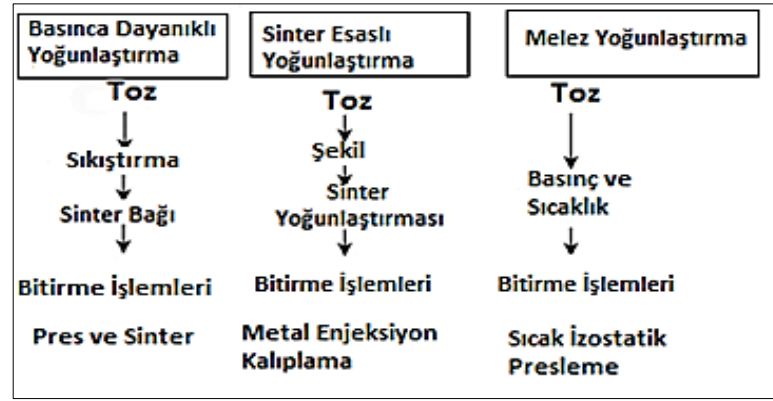 Basınca Dayanıklı
Yoğunlaştırma
Toz
Sıkıştırma
Sinter Bağı
Bitirme İşlemleri
Pres ve Sinter
Sinter Esaslı
Yoğunlaştırma
Toz
Şekil
Sinter
Yoğunlaştırması
Bitirme İşlemleri
Metal Enjeksiyon
Kalıplama
Melez Yoğunlaştırma
Toz
Basınç ve
Sıcaklık
Bitirme İşlemleri
Sıcak İzostatik
Presleme